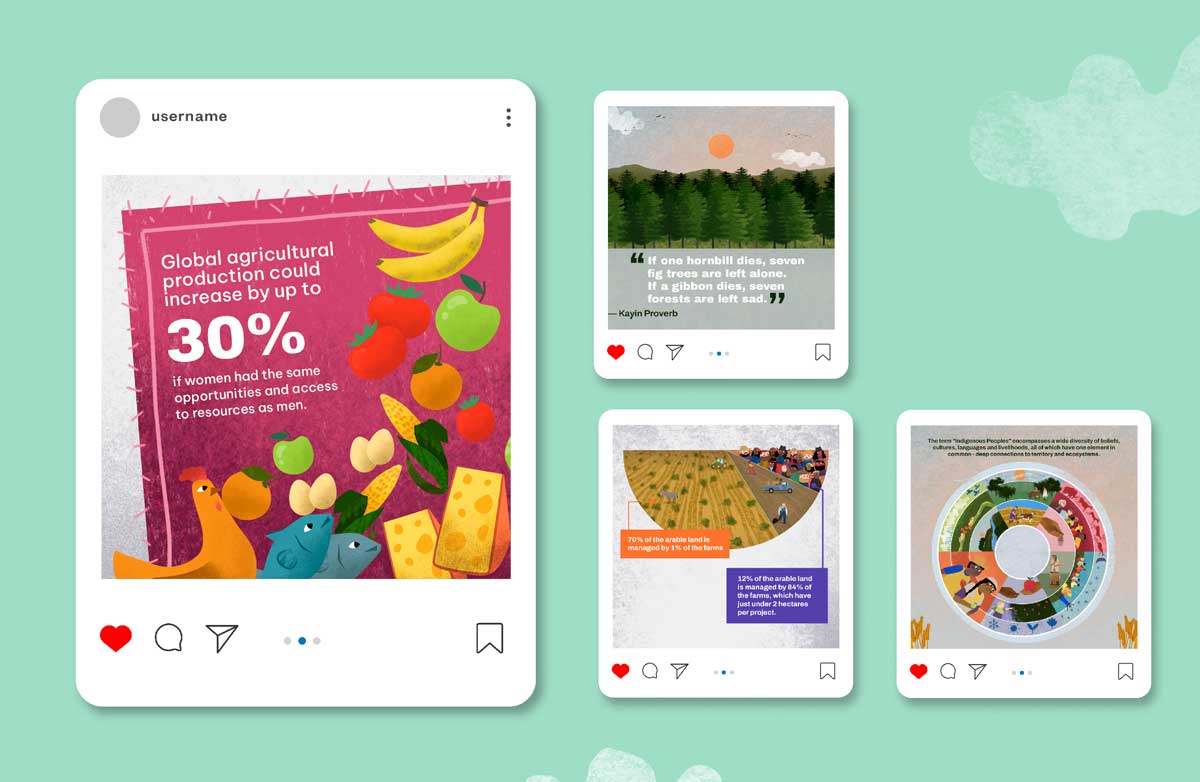 username
Global agricultural
production could
increase by up to
30%
if women had the same
opportunities and access
to resources as men.
“ If one hornbill dies, seven
fig trees are left alone.
If a gibbon dies, seven
forests are left sad. ”
— Kayin Proverb
70% of the arable land is
managed by 1% of the farms
12% of the arable land
is managed by 84% of
the farms, which have
just under 2 hectares
per project.
The term "Indigenous Peoples" encompasses a wide diversity of beliefs,
cultures, languages and livelihoods, all of which have one element in
common - deep connections to territory and ecosystems.